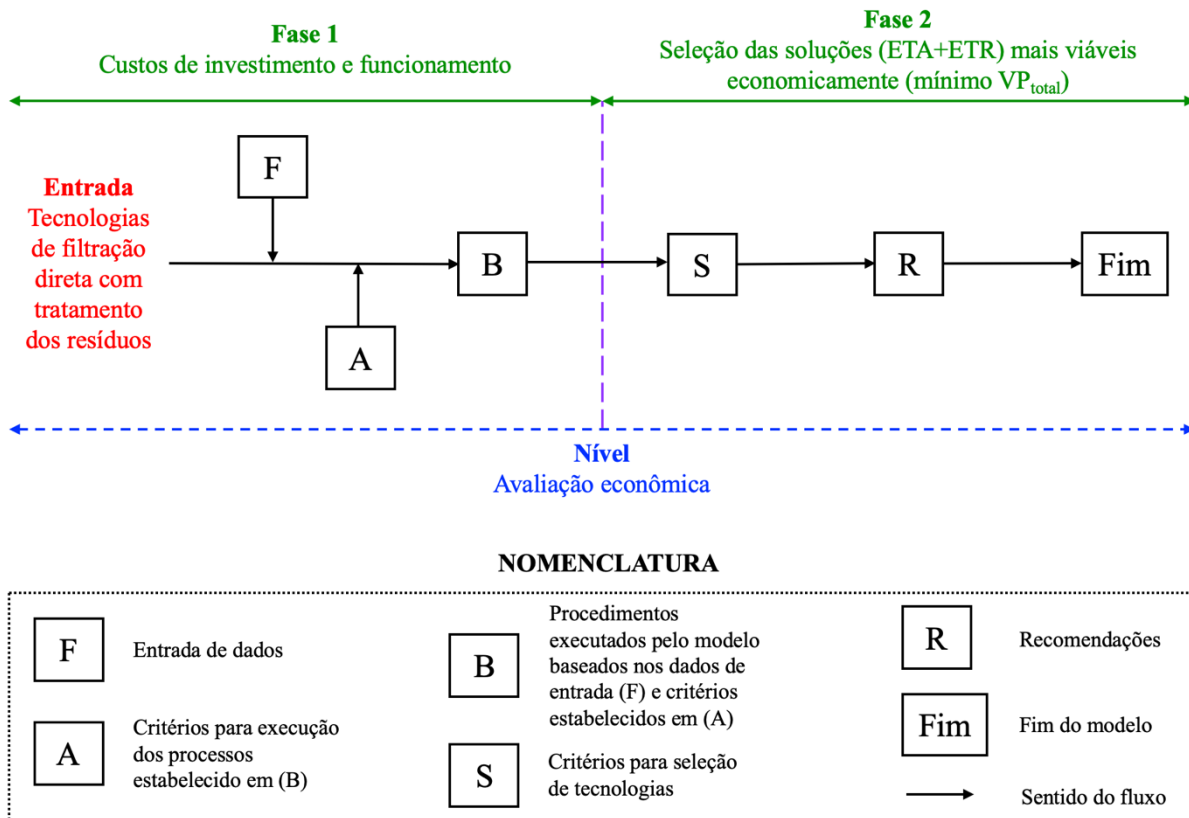 Fase 1
Custos de investimento e funcionamento
Fase 2
Seleção das soluções (ETA+ETR) mais viáveis
economicamente (mínimo VPtotal)
Entrada
Tecnologias
de filtração
direta com
tratamento
dos resíduos
F
A
B
S
R
Fim
Nível
Avaliação econômica
NOMENCLATURA
F
Entrada de dados
A
Critérios para execução
dos processos
estabelecido em (B)
B
Procedimentos
executados pelo modelo
baseados nos dados de
entrada (F) e critérios
estabelecidos em (A)
S
Critérios para seleção
de tecnologias
R
Recomendações
Fim
Fim do modelo
Sentido do fluxo